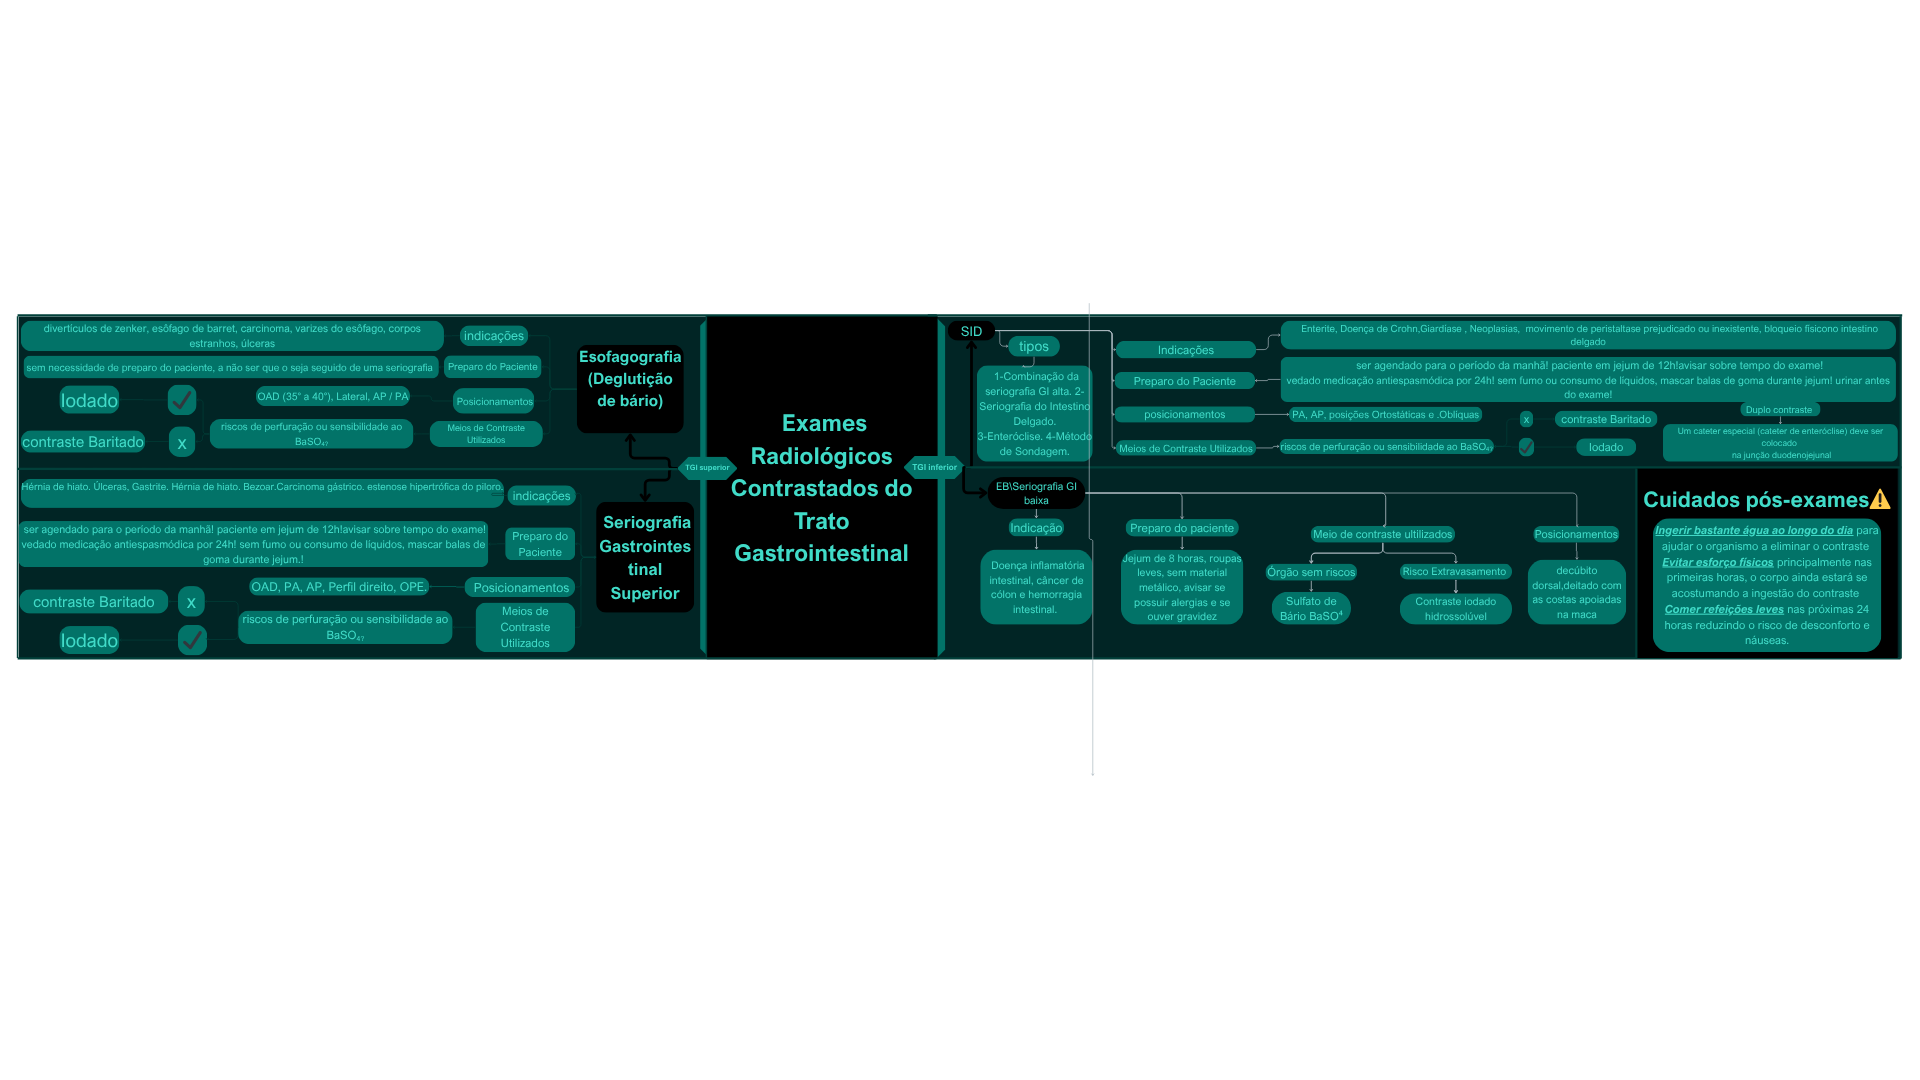 Exames
Radiológicos
Contrastados do
Trato
Gastrointestinal
TGI superior
Esofagografia
(Deglutição
de bário)
indicações
divertículos de zenker, esôfago de barret, carcinoma, varizes do esôfago, corpos
estranhos, úlceras
Preparo do Paciente
sem necessidade de preparo do paciente, a não ser que o seja seguido de uma seriografia
Posicionamentos
OAD (35° a 40°), Lateral, AP / PA
Meios de Contraste
Utilizados
riscos de perfuração ou sensibilidade ao
BaSO₄?
Iodado
contraste Baritado
x
Seriografia
Gastrointes
tinal
Superior
indicações
Hérnia de hiato. Úlceras, Gastrite. Hérnia de hiato. Bezoar.Carcinoma gástrico. estenose hipertrófica do piloro.
Preparo do
Paciente
ser agendado para o período da manhã! paciente em jejum de 12h!avisar sobre tempo do exame!
vedado medicação antiespasmódica por 24h! sem fumo ou consumo de líquidos, mascar balas de
goma durante jejum.!
Posicionamentos
OAD, PA, AP, Perfil direito, OPE.
Meios de
Contraste
Utilizados
riscos de perfuração ou sensibilidade ao
BaSO₄?
contraste Baritado
x
Iodado
TGI inferior
SID
tipos
1-Combinação da
seriografia GI alta. 2-
Seriografia do Intestino
Delgado.
3-Enteróclise. 4-Método
de Sondagem.
Indicações
Enterite, Doença de Crohn,Giardiase , Neoplasias, movimento de peristaltase prejudicado ou inexistente, bloqueio fisicono intestino
delgado
Preparo do Paciente
ser agendado para o período da manhã! paciente em jejum de 12h!avisar sobre tempo do exame!
vedado medicação antiespasmódica por 24h! sem fumo ou consumo de líquidos, mascar balas de goma durante jejum! urinar antes
do exame!
posicionamentos
PA, AP, posições Ortostáticas e .Obliquas
Meios de Contraste Utilizados
riscos de perfuração ou sensibilidade ao BaSO₄?
x
contraste Baritado
Iodado
Duplo contraste
Um cateter especial (cateter de enteróclise) deve ser
colocado
na junção duodenojejunal
EB\Seriografia GI
baixa
Indicação
Doença inflamatória
intestinal, câncer de
cólon e hemorragia
intestinal.
Preparo do paciente
Jejum de 8 horas, roupas
leves, sem material
metálico, avisar se
possuir alergias e se
ouver gravidez
Meio de contraste ultilizados
Órgão sem riscos
Sulfato de
Bário BaSO⁴
Risco Extravasamento
Contraste iodado
hidrossolúvel
Posicionamentos
decúbito
dorsal,deitado com
as costas apoiadas
na maca
Cuidados pós-exames
Ingerir bastante água ao longo do dia para
ajudar o organismo a eliminar o contraste
Evitar esforço físicos principalmente nas
primeiras horas, o corpo ainda estará se
acostumando a ingestão do contraste
Comer refeições leves nas próximas 24
horas reduzindo o risco de desconforto e
náuseas.